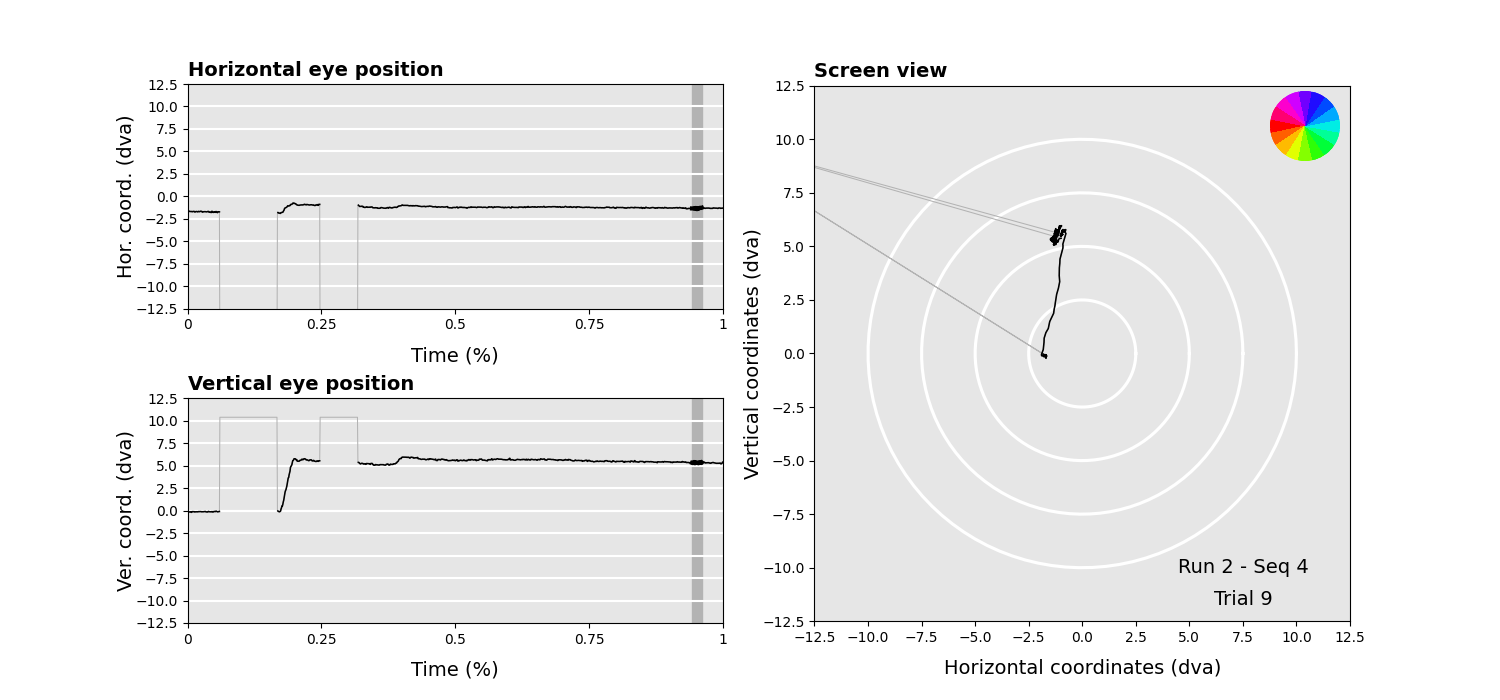 Horizontal eye position
12.5
10.0
7.5
5.0
2.5
0.0
−2.5
−5.0
−7.5
−10.0
−12.5
Hor. coord. (dva)
0 0.25 0.5 0.75 1
Time (%)
Vertical eye position
12.5
10.0
7.5
5.0
2.5
0.0
−2.5
−5.0
−7.5
−10.0
−12.5
Ver. coord. (dva)
0 0.25 0.5 0.75 1
Time (%)
Screen view
12.5
10.0
7.5
5.0
2.5
0.0
−2.5
−5.0
−7.5
−10.0
−12.5
Vertical coordinates (dva)
Run 2 - Seq 4
Trial 9
−12.5 −10.0 −7.5 −5.0 −2.5 0.0 2.5 5.0 7.5 10.0 12.5
Horizontal coordinates (dva)